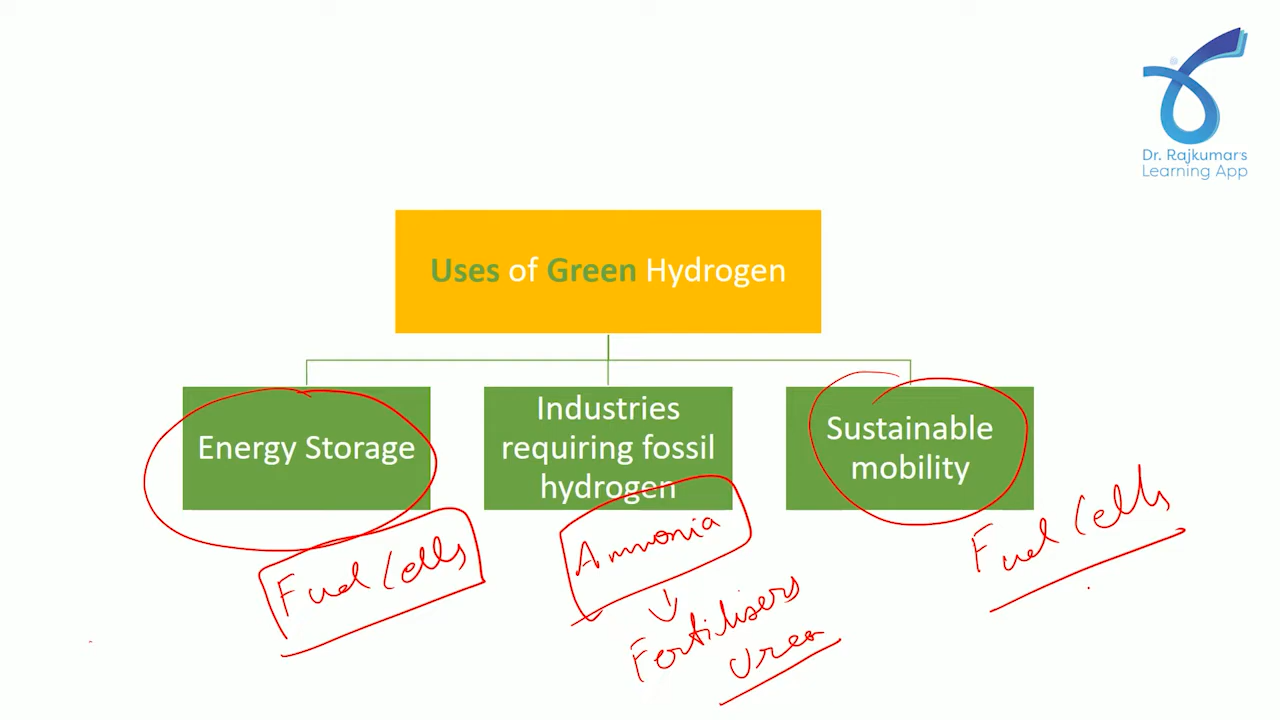 Dr. Rajkumar's
Learning App
Uses of Green Hydrogen
Energy Storage
Industries
requiring fossil
hydrogen
Sustainable
mobility
Fuel Cells
Ammonia
Fertilisers
Urea
Fuel Cells